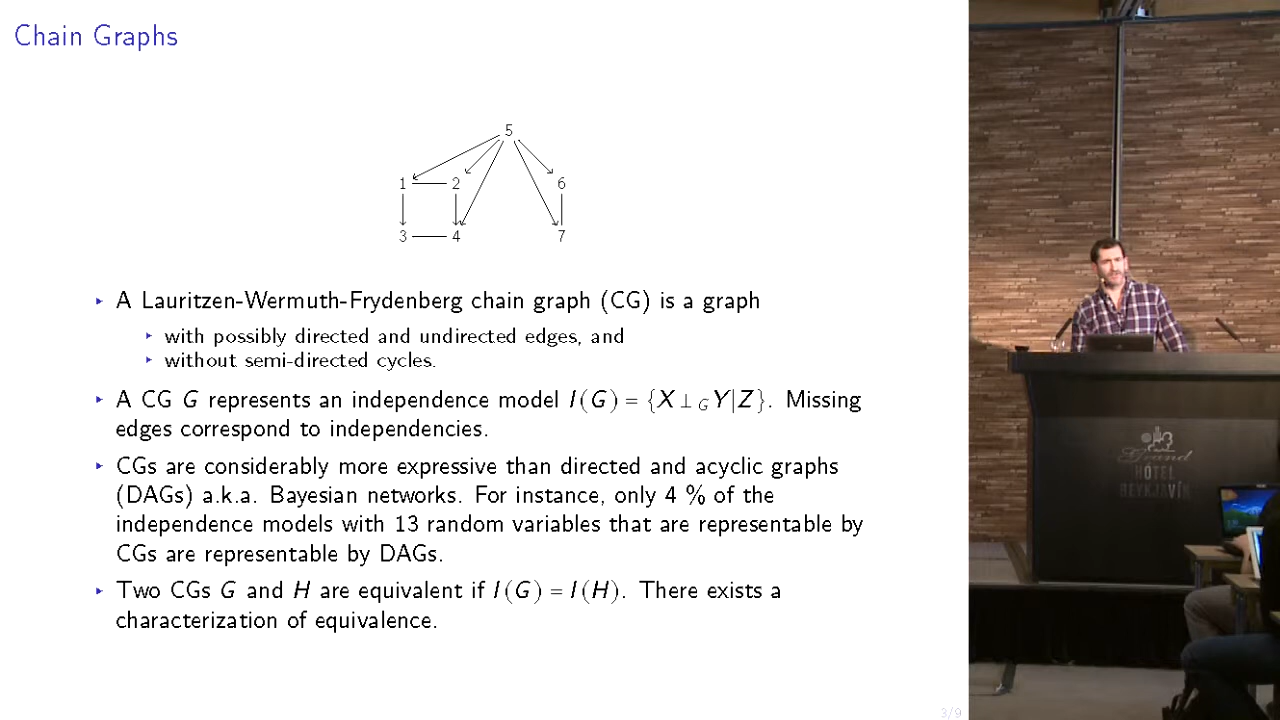 Chain Graphs
5
1 2 6
3 4 7
▸ A Lauritzen-Wermuth-Frydenberg chain graph (CG) is a graph
▸ with possibly directed and undirected edges, and
▸ without semi-directed cycles.
▸ A CG G represents an independence model I(G) = {X ⊥ G Y|Z}. Missing
edges correspond to independencies.
▸ CGs are considerably more expressive than directed and acyclic graphs
(DAGs) a.k.a. Bayesian networks. For instance, only 4 % of the
independence models with 13 random variables that are representable by
CGs are representable by DAGs.
▸ Two CGs G and H are equivalent if I(G) = I(H). There exists a
characterization of equivalence.
3/9
Grand
HÓTEL
REYKJAVÍK